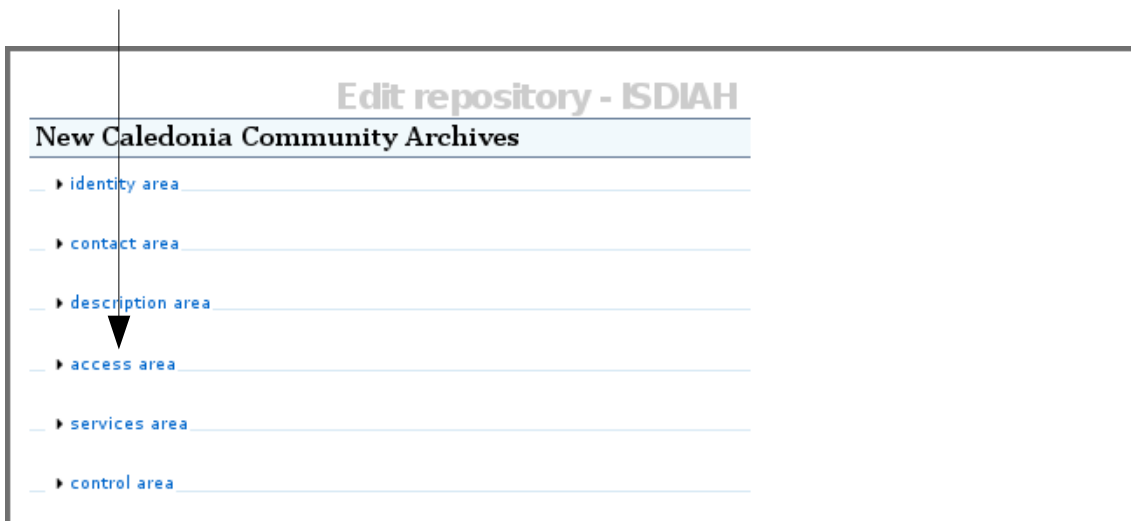 Edit repository - ISDIAH
New Caledonia Community Archives
identity area
contact area
description area
access area
services area
control area